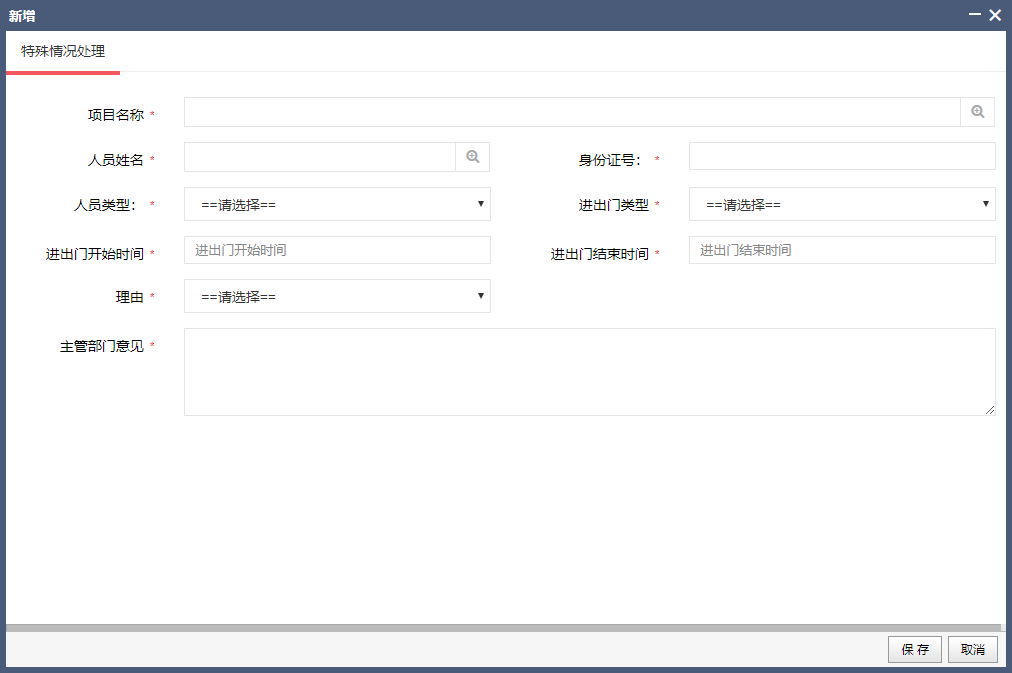 新增
特殊情况处理
项目名称 *
人员姓名 * 身份证号： *
人员类型： * ==请选择== 进出门类型 * ==请选择==
进出门开始时间 * 进出门开始时间 进出门结束时间 * 进出门结束时间
理由 * ==请选择==
主管部门意见 *
保 存 取消